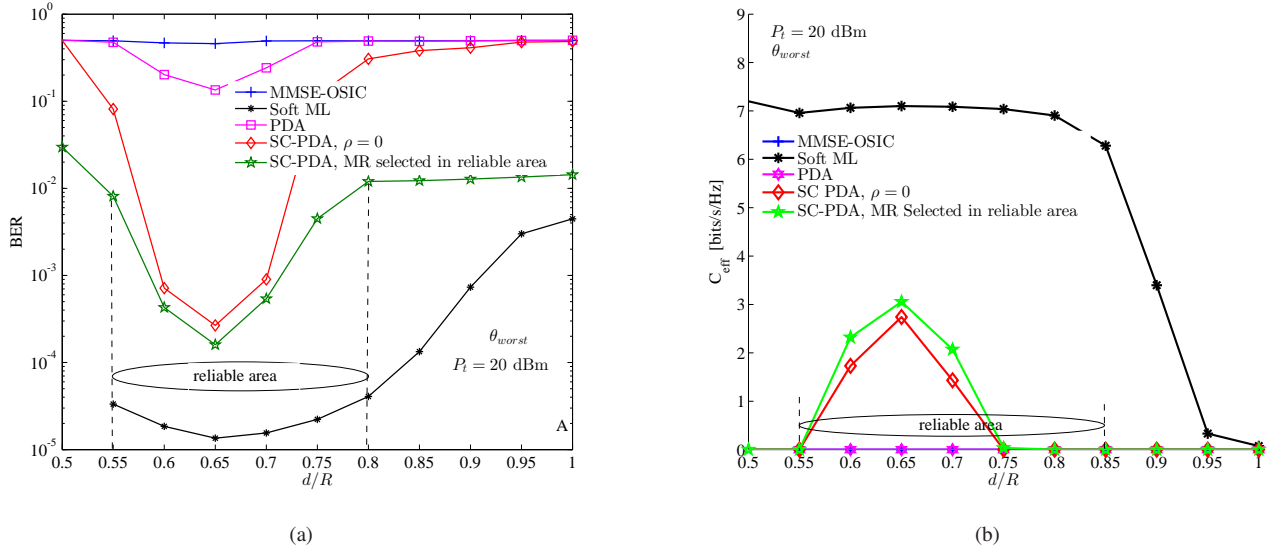 BER
10^0
10^-1
10^-2
10^-3
10^-4
10^-5
MMSE-OSIC
Soft ML
PDA
SC-PDA, ρ = 0
SC-PDA, MR selected in reliable area
θworst
Pt = 20 dBm
reliable area
A
0.5 0.55 0.6 0.65 0.7 0.75 0.8 0.85 0.9 0.95 1
d/R
(a)
Ceff [bits/s/Hz]
9
8
7
6
5
4
3
2
1
0
Pt = 20 dBm
θworst
MMSE-OSIC
Soft ML
PDA
SC PDA, ρ = 0
SC-PDA, MR Selected in reliable area
reliable area
0.5 0.55 0.6 0.65 0.7 0.75 0.8 0.85 0.9 0.95 1
d/R
(b)